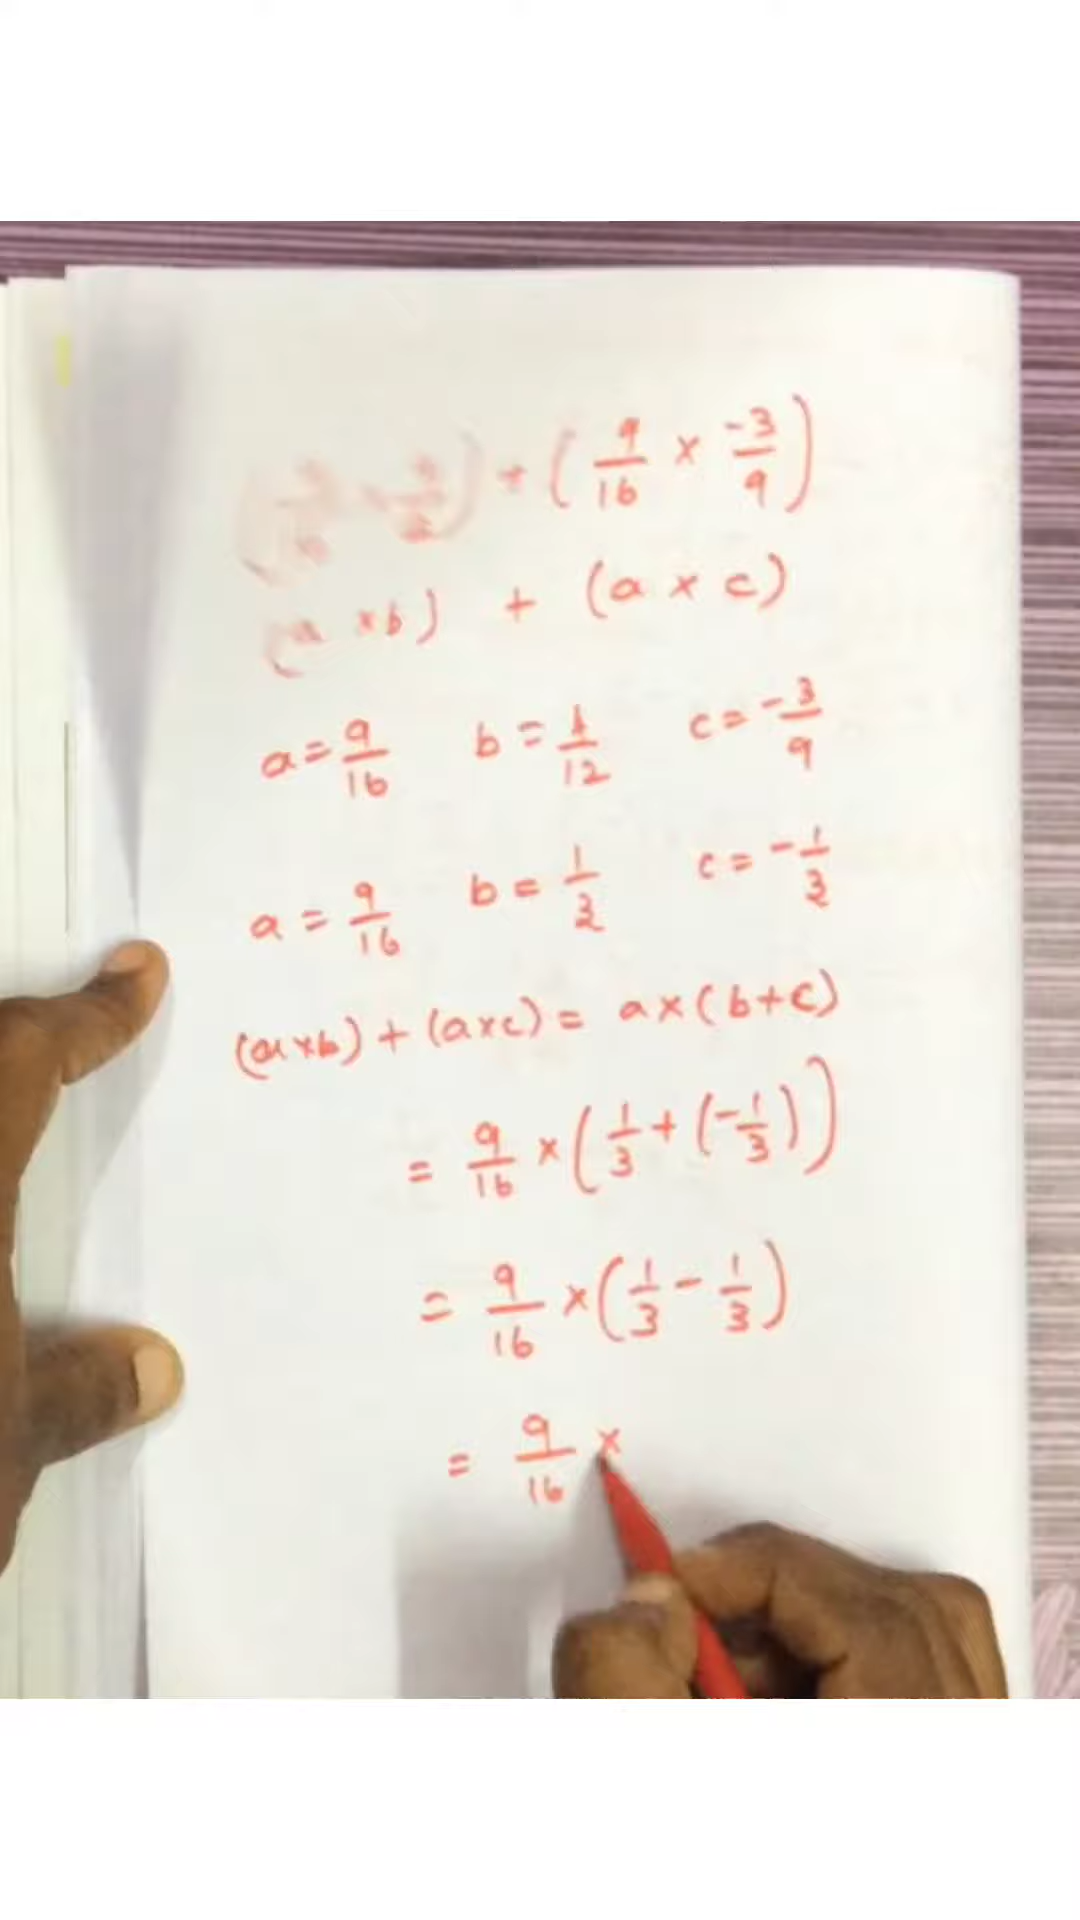 + ( 9/16 × -3/9 )
× b) + (a × c)
a = 9/16 b = 1/12 c = -3/9
a = 9/16 b = 1/3 c = -1/3
(a×b) + (a×c) = a×(b+c)
= 9/16 × ( 1/3 + (-1/3) )
= 9/16 × ( 1/3 - 1/3 )
= 9/16 ×